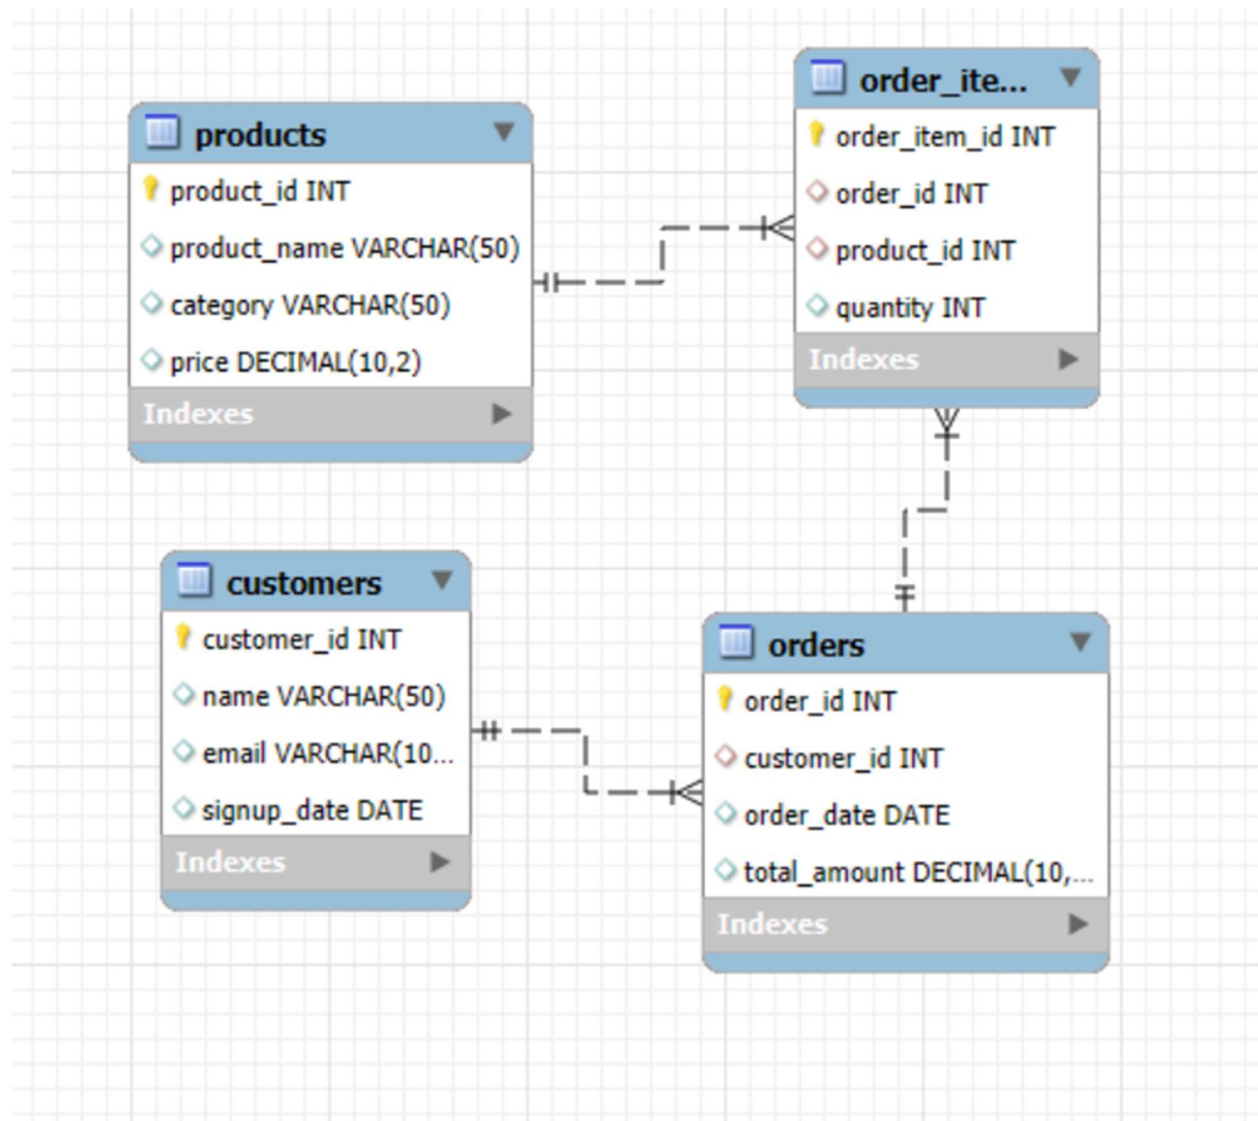 products
product_id INT
product_name VARCHAR(50)
category VARCHAR(50)
price DECIMAL(10,2)
Indexes
order_ite...
order_item_id INT
order_id INT
product_id INT
quantity INT
Indexes
customers
customer_id INT
name VARCHAR(50)
email VARCHAR(10...
signup_date DATE
Indexes
orders
order_id INT
customer_id INT
order_date DATE
total_amount DECIMAL(10,...
Indexes